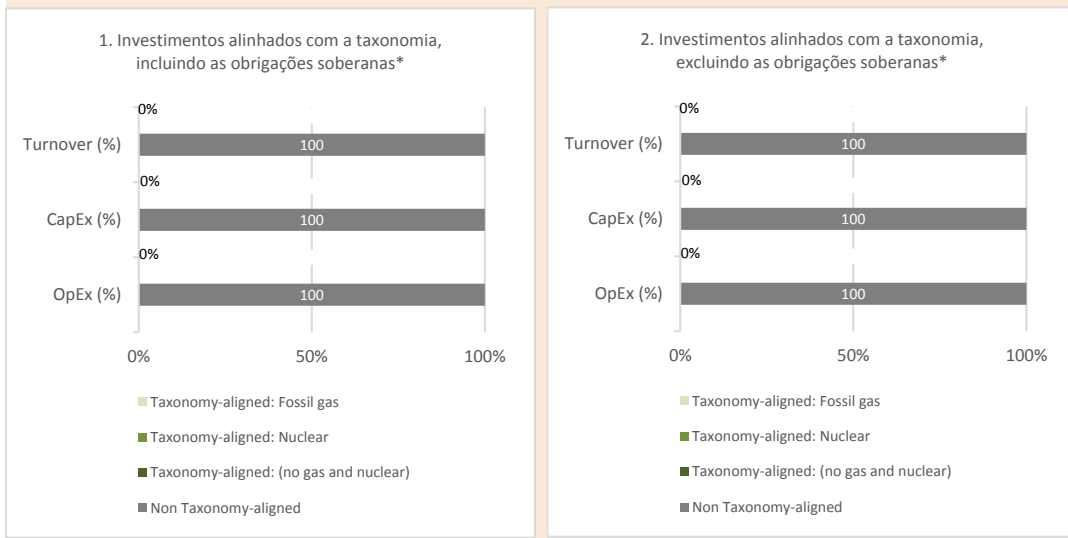 1. Investimentos alinhados com a taxonomia,
incluindo as obrigações soberanas*
0%
Turnover (%)
100
0%
CapEx (%)
100
0%
OpEx (%)
100
0%
50%
100%
Taxonomy-aligned: Fossil gas
Taxonomy-aligned: Nuclear
Taxonomy-aligned: (no gas and nuclear)
Non Taxonomy-aligned
2. Investimentos alinhados com a taxonomia,
excluindo as obrigações soberanas*
0%
Turnover (%)
100
0%
CapEx (%)
100
0%
OpEx (%)
100
0%
50%
100%
Taxonomy-aligned: Fossil gas
Taxonomy-aligned: Nuclear
Taxonomy-aligned: (no gas and nuclear)
Non Taxonomy-aligned